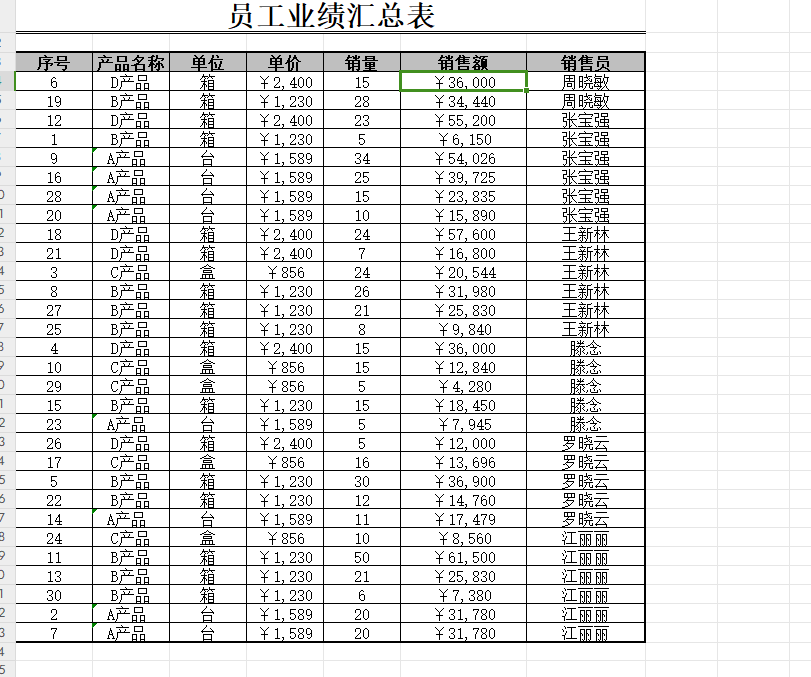 员工业绩汇总表
序号 产品名称 单位 单价 销量 销售额 销售员
6 D产品 箱 ￥2,400 15 ￥36,000 周晓敏
19 B产品 箱 ￥1,230 28 ￥34,440 周晓敏
12 D产品 箱 ￥2,400 23 ￥55,200 张宝强
1 B产品 箱 ￥1,230 5 ￥6,150 张宝强
9 A产品 台 ￥1,589 34 ￥54,026 张宝强
16 A产品 台 ￥1,589 25 ￥39,725 张宝强
28 A产品 台 ￥1,589 15 ￥23,835 张宝强
20 A产品 台 ￥1,589 10 ￥15,890 张宝强
18 D产品 箱 ￥2,400 24 ￥57,600 王新林
21 D产品 箱 ￥2,400 7 ￥16,800 王新林
3 C产品 盒 ￥856 24 ￥20,544 王新林
8 B产品 箱 ￥1,230 26 ￥31,980 王新林
27 B产品 箱 ￥1,230 21 ￥25,830 王新林
25 B产品 箱 ￥1,230 8 ￥9,840 王新林
4 D产品 箱 ￥2,400 15 ￥36,000 滕念
10 C产品 盒 ￥856 15 ￥12,840 滕念
29 C产品 盒 ￥856 5 ￥4,280 滕念
15 B产品 箱 ￥1,230 15 ￥18,450 滕念
23 A产品 台 ￥1,589 5 ￥7,945 滕念
26 D产品 箱 ￥2,400 5 ￥12,000 罗晓云
17 C产品 盒 ￥856 16 ￥13,696 罗晓云
5 B产品 箱 ￥1,230 30 ￥36,900 罗晓云
22 B产品 箱 ￥1,230 12 ￥14,760 罗晓云
14 A产品 台 ￥1,589 11 ￥17,479 罗晓云
24 C产品 盒 ￥856 10 ￥8,560 江丽丽
11 B产品 箱 ￥1,230 50 ￥61,500 江丽丽
13 B产品 箱 ￥1,230 21 ￥25,830 江丽丽
30 B产品 箱 ￥1,230 6 ￥7,380 江丽丽
2 A产品 台 ￥1,589 20 ￥31,780 江丽丽
7 A产品 台 ￥1,589 20 ￥31,780 江丽丽